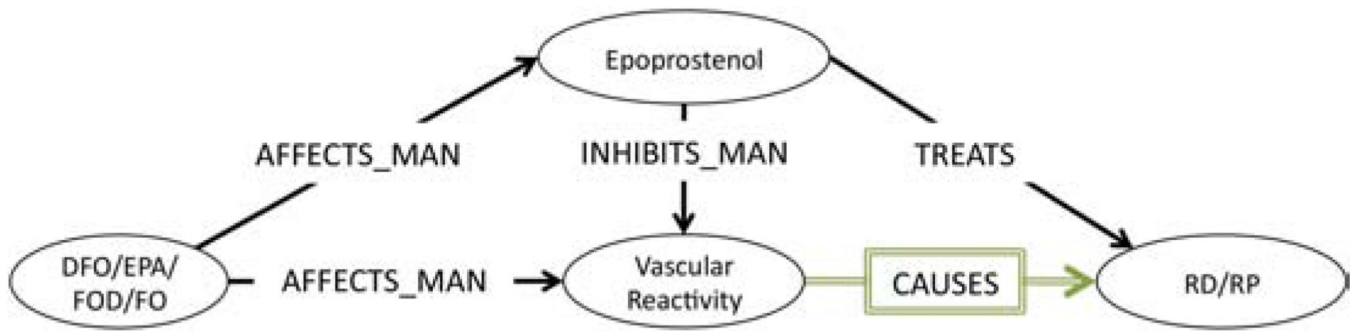 Epoprostenol
AFFECTS_MAN
INHIBITS_MAN
TREATS
DFO/EPA/
FOD/FO
AFFECTS_MAN
Vascular
Reactivity
CAUSES
RD/RP